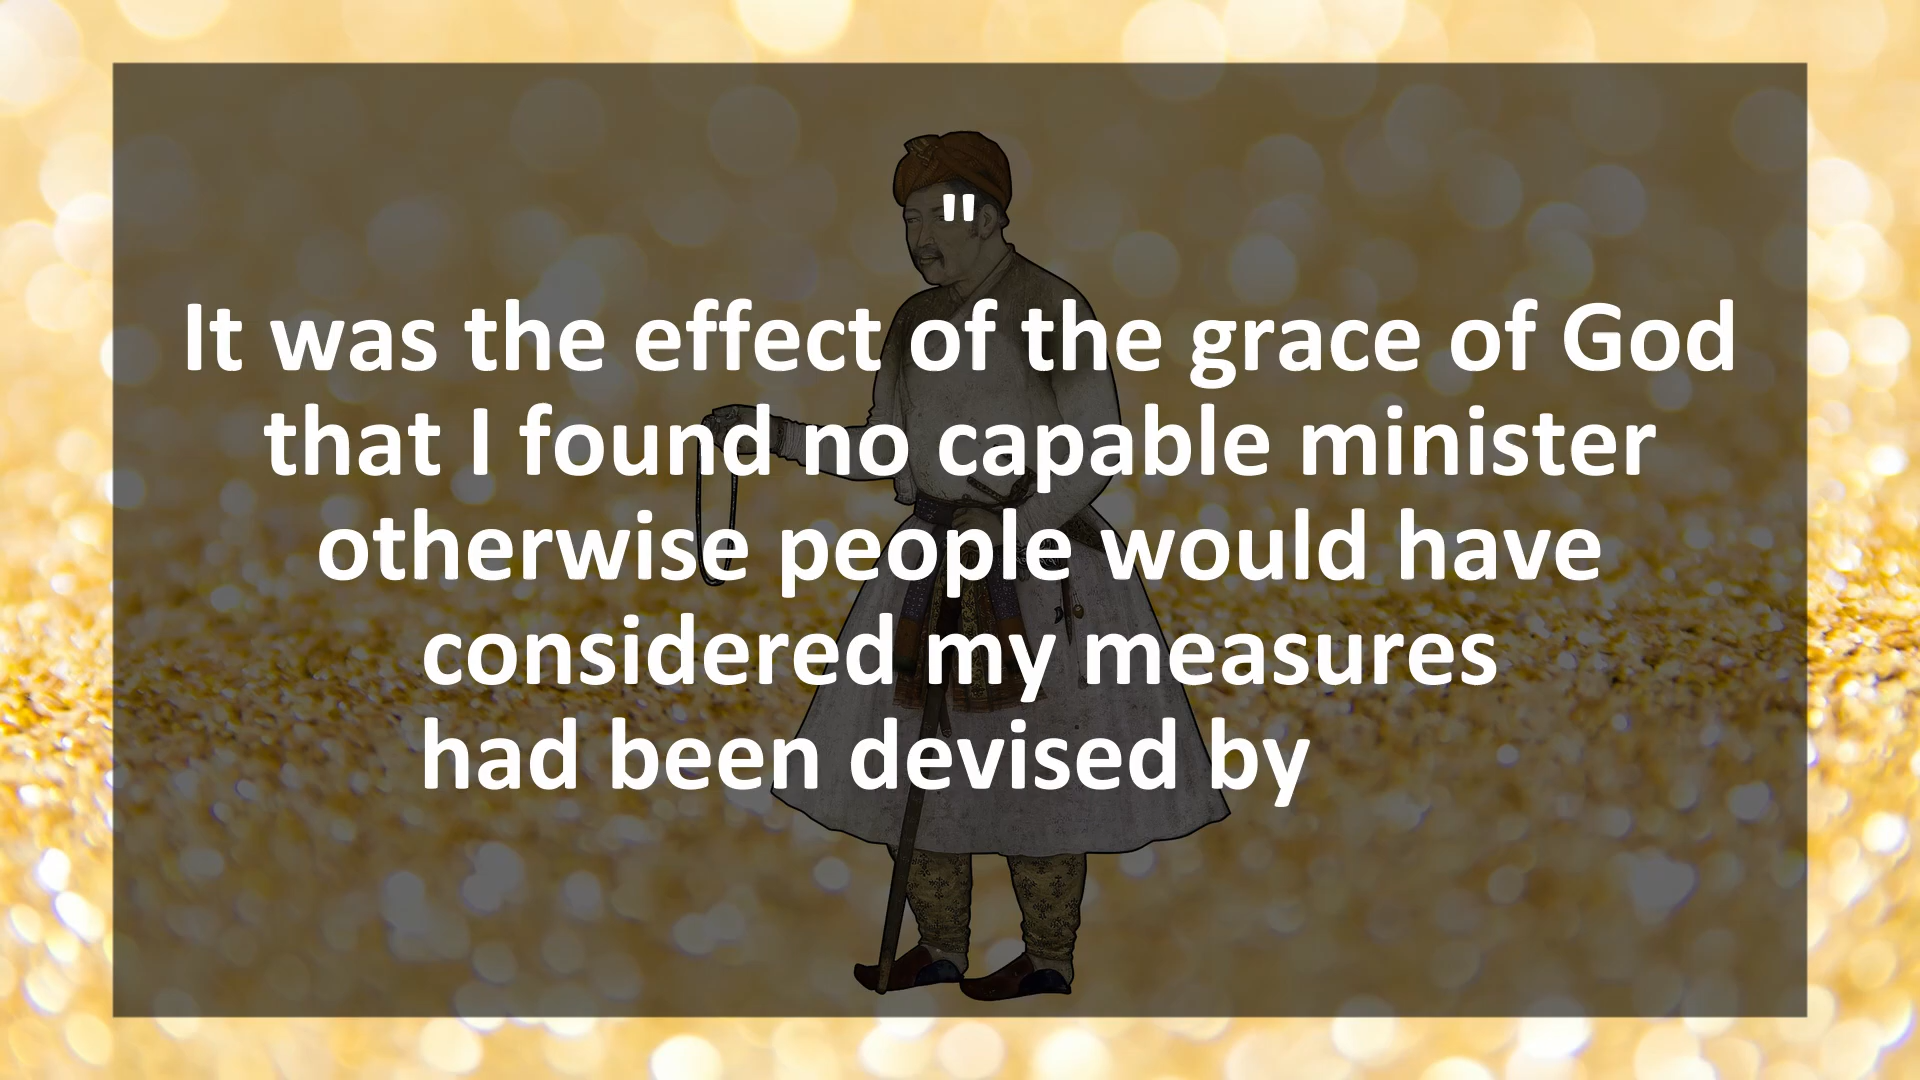 "
It was the effect of the grace of God
that I found no capable minister
otherwise people would have
considered my measures
had been devised by